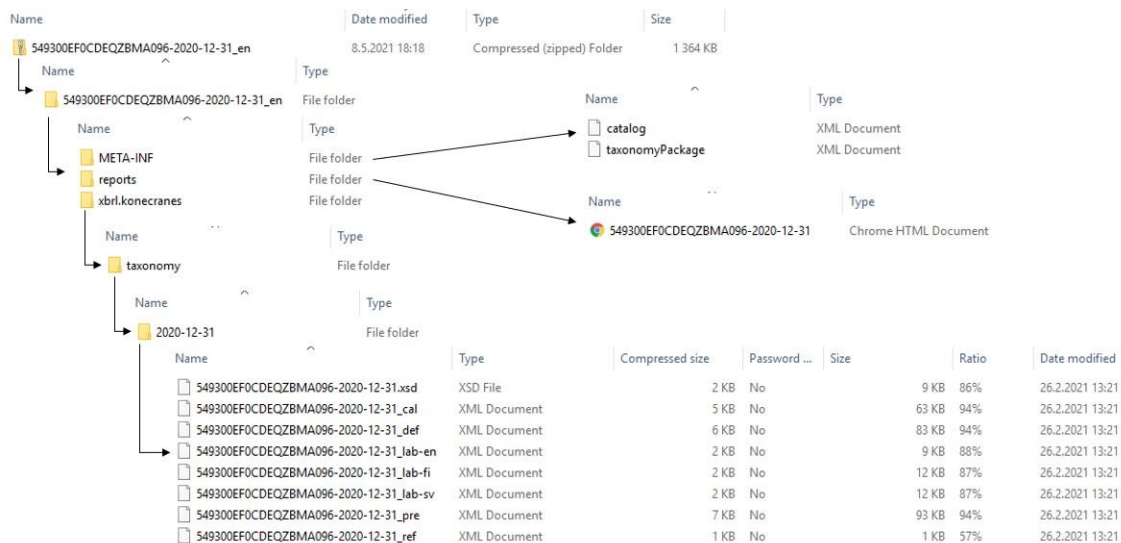 Name Date modified Type Size
549300EF0CDEQZBMA096-2020-12-31_en 8.5.2021 18:18 Compressed (zipped) Folder 1 364 KB
Name Type
549300EF0CDEQZBMA096-2020-12-31_en File folder
Name Type
catalog XML Document
taxonomyPackage XML Document
Name Type
META-INF File folder
reports File folder
xbrl.konecranes File folder
Name Type
549300EF0CDEQZBMA096-2020-12-31 Chrome HTML Document
Name Type
taxonomy File folder
Name Type
2020-12-31 File folder
Name Type Compressed size Password ... Size Ratio Date modified
549300EF0CDEQZBMA096-2020-12-31.xsd XSD File 2 KB No 9 KB 86% 26.2.2021 13:21
549300EF0CDEQZBMA096-2020-12-31_cal XML Document 5 KB No 63 KB 94% 26.2.2021 13:21
549300EF0CDEQZBMA096-2020-12-31_def XML Document 6 KB No 83 KB 94% 26.2.2021 13:21
549300EF0CDEQZBMA096-2020-12-31_lab-en XML Document 2 KB No 9 KB 88% 26.2.2021 13:21
549300EF0CDEQZBMA096-2020-12-31_lab-fi XML Document 2 KB No 12 KB 87% 26.2.2021 13:21
549300EF0CDEQZBMA096-2020-12-31_lab-sv XML Document 2 KB No 12 KB 87% 26.2.2021 13:21
549300EF0CDEQZBMA096-2020-12-31_pre XML Document 7 KB No 93 KB 94% 26.2.2021 13:21
549300EF0CDEQZBMA096-2020-12-31_ref XML Document 1 KB No 1 KB 57% 26.2.2021 13:21